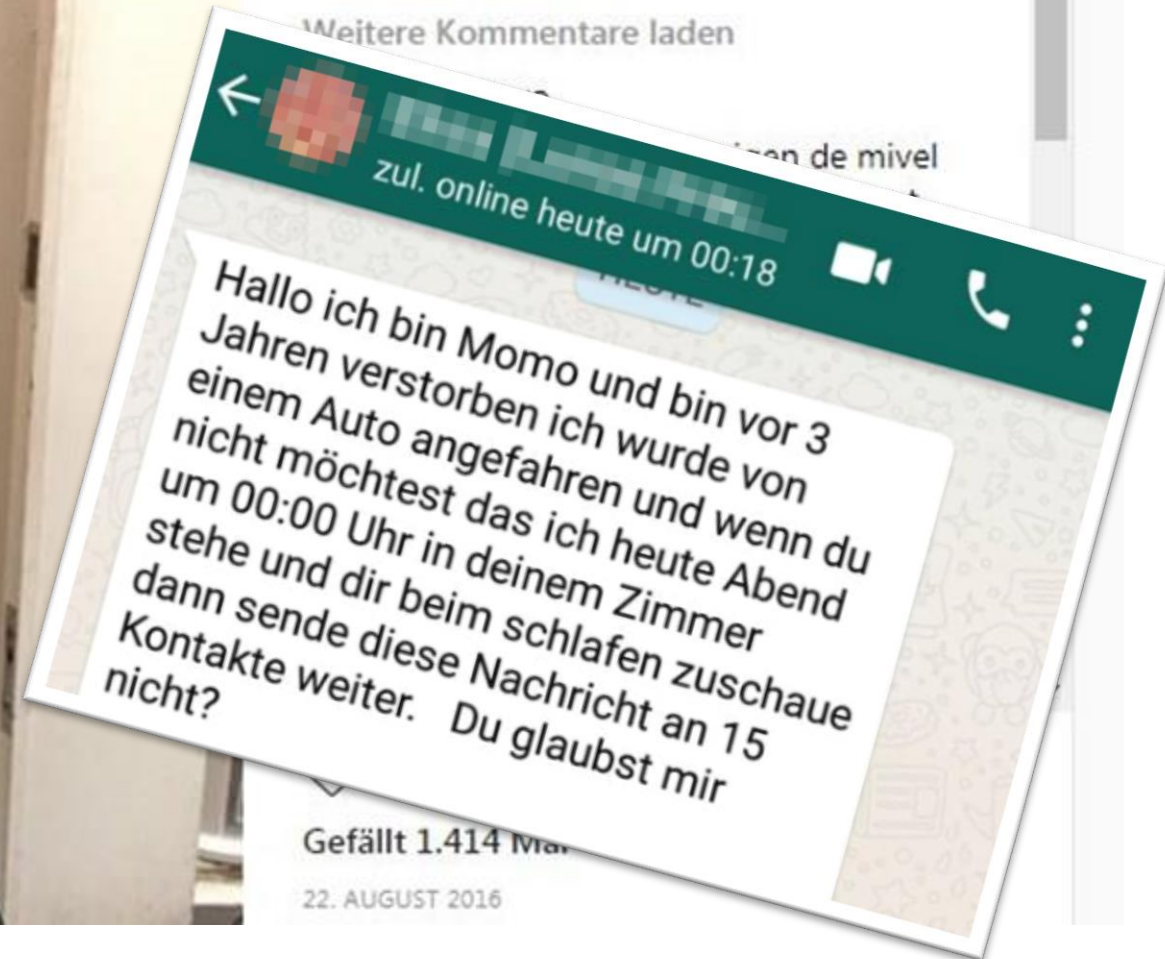 Weitere Kommentare laden
de mivel
zul. online heute um 00:18
HEUTE
Hallo ich bin Momo und bin vor 3
Jahren verstorben ich wurde von
einem Auto angefahren und wenn du
nicht möchtest das ich heute Abend
um 00:00 Uhr in deinem Zimmer
stehe und dir beim schlafen zuschaue
dann sende diese Nachricht an 15
Kontakte weiter. Du glaubst mir
nicht?
Gefällt 1.414 Mal
22. AUGUST 2016